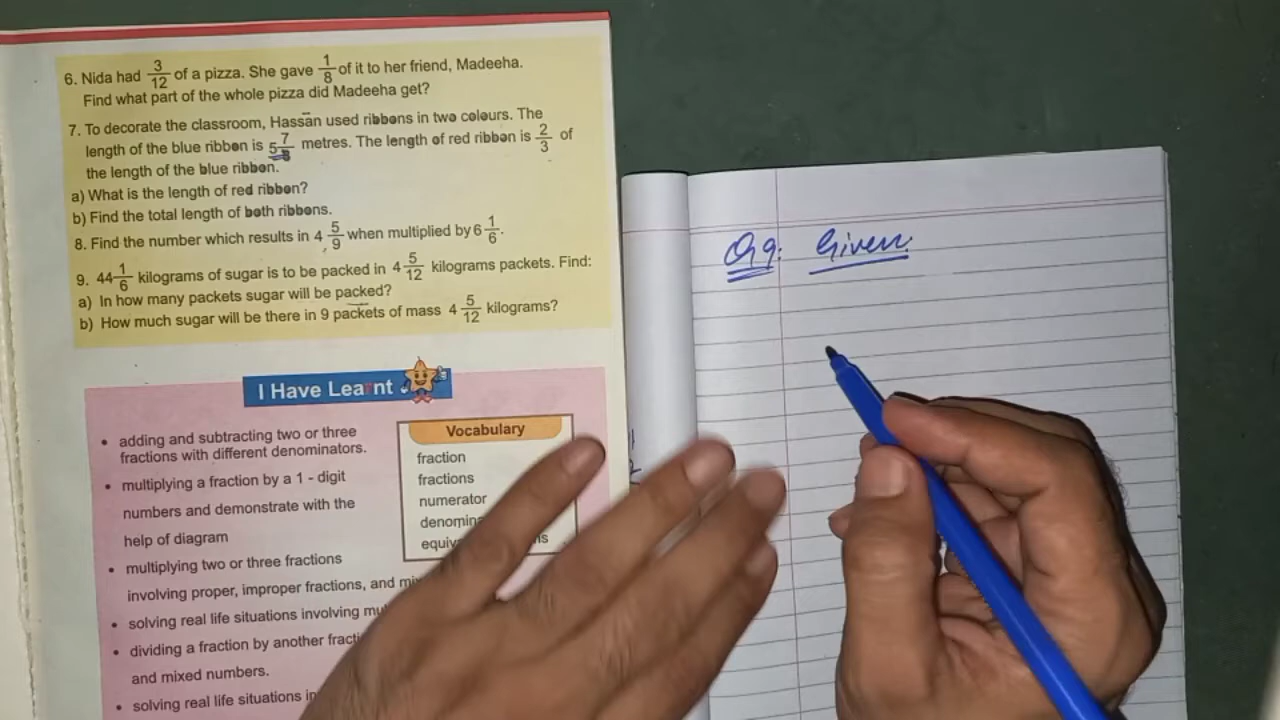 6. Nida had 3/12 of a pizza. She gave 1/8 of it to her friend, Madeeha.
Find what part of the whole pizza did Madeeha get?
7. To decorate the classroom, Hassan used ribbons in two colours. The
length of the blue ribbon is 5 7/8 metres. The length of red ribbon is 2/3 of
the length of the blue ribbon.
a) What is the length of red ribbon?
b) Find the total length of both ribbons.
8. Find the number which results in 4 5/9 when multiplied by 6 1/6.
9. 44 1/6 kilograms of sugar is to be packed in 4 5/12 kilograms packets. Find:
a) In how many packets sugar will be packed?
b) How much sugar will be there in 9 packets of mass 4 5/12 kilograms?
I Have Learnt
• adding and subtracting two or three
fractions with different denominators.
• multiplying a fraction by a 1 - digit
numbers and demonstrate with the
help of diagram
• multiplying two or three fractions
involving proper, improper fractions, and
• solving real life situations involving
• dividing a fraction by another
and mixed numbers.
• solving real life situations
Vocabulary
fraction
fractions
numerator
Q9: Given: